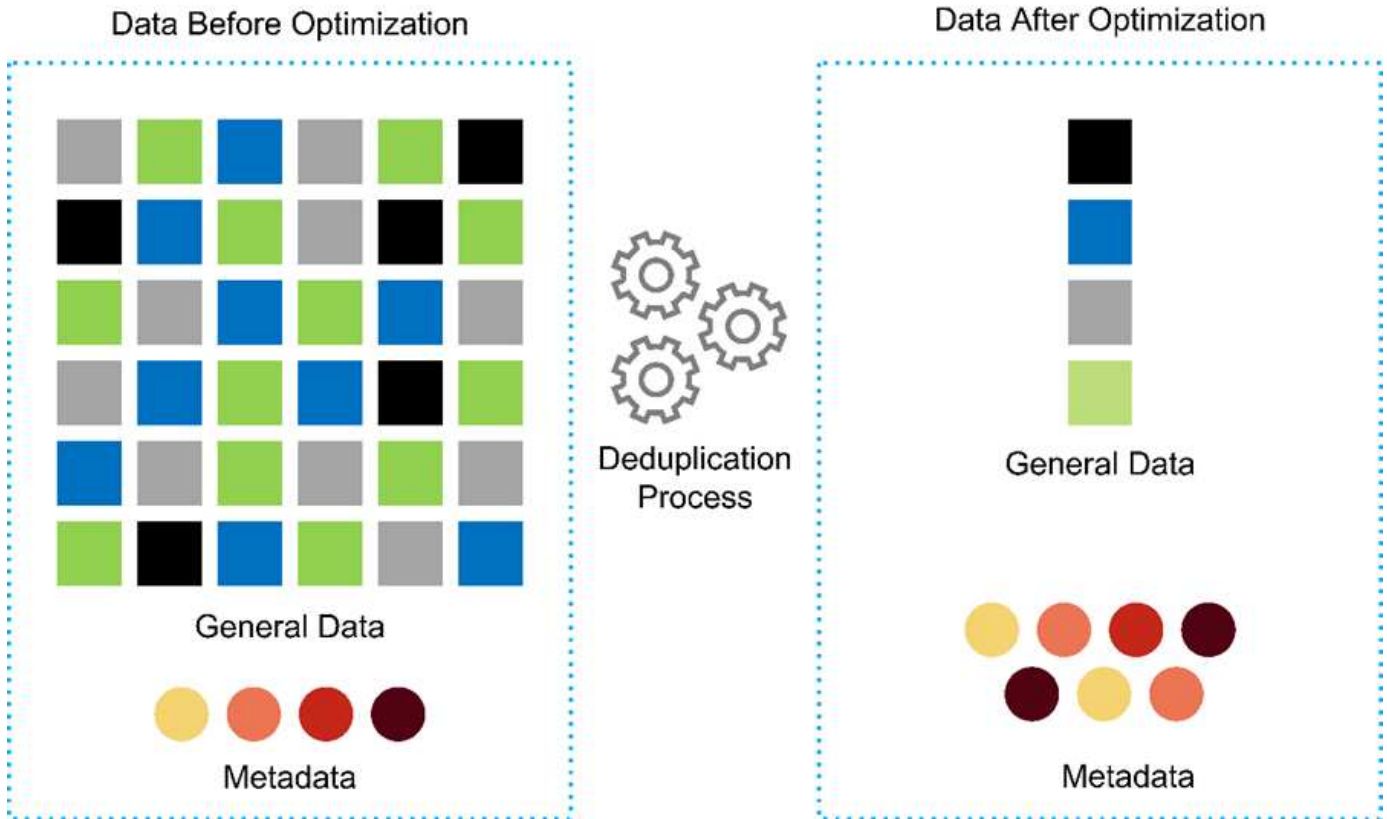 Data Before Optimization
General Data
Metadata
Deduplication
Process
Data After Optimization
General Data
Metadata